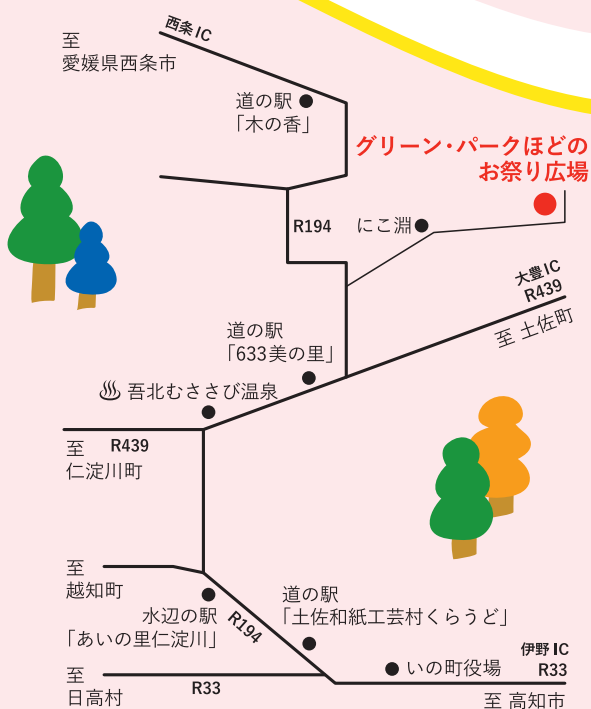 西条IC
至
愛媛県西条市
道の駅
「木の香」
グリーン・パークほどの
お祭り広場
R194
にこ淵
大豊IC
R439
至 土佐町
道の駅
「633美の里」
吾北むささび温泉
至
仁淀川町
R439
至
越知町
水辺の駅
「あいの里仁淀川」
R194
道の駅
「土佐和紙工芸村くらうど」
至
日高村
R33
いの町役場
伊野IC
R33
至 高知市